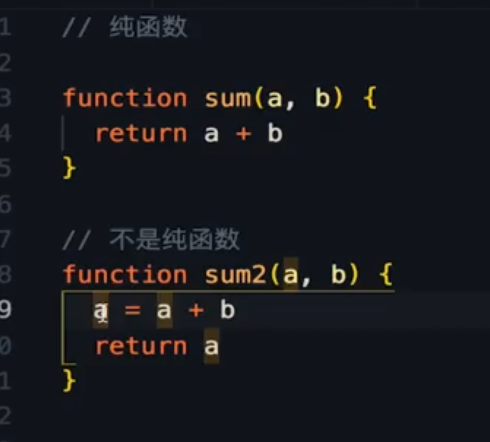 1 // 纯函数
2
3 function sum(a, b) {
4 return a + b
5 }
6
7 // 不是纯函数
8 function sum2(a, b) {
9 a = a + b
0 return a
1 }
2